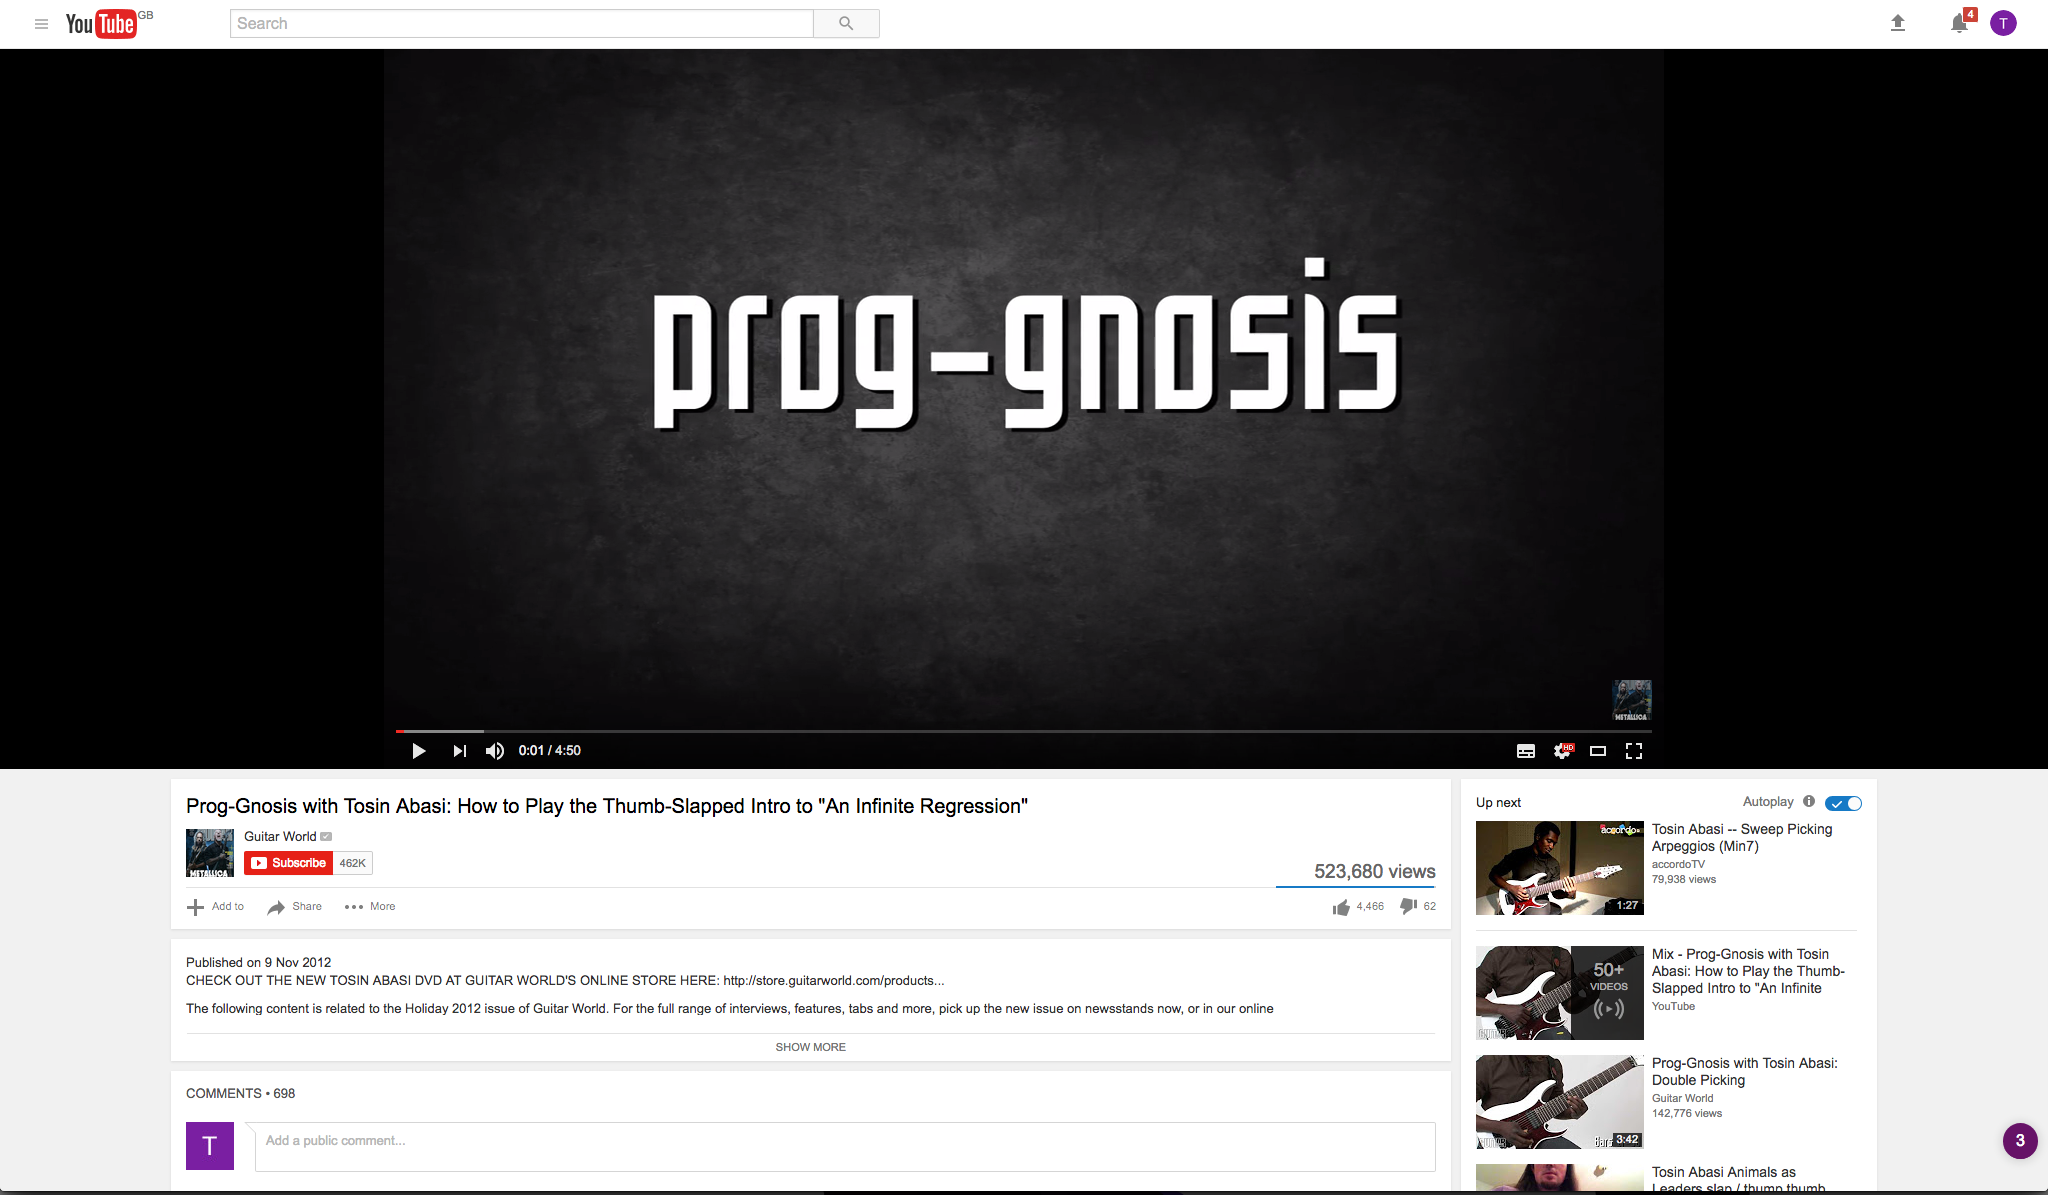 YouTube GB
Search
4
T
prog-gnosis
METALLICA
0:01 / 4:50
HD
Prog-Gnosis with Tosin Abasi: How to Play the Thumb-Slapped Intro to "An Infinite Regression"
METALLICA
Guitar World
Subscribe 462K
523,680 views
Add to
Share
More
4,466
62
Published on 9 Nov 2012
CHECK OUT THE NEW TOSIN ABASI DVD AT GUITAR WORLD'S ONLINE STORE HERE: http://store.guitarworld.com/products...
The following content is related to the Holiday 2012 issue of Guitar World. For the full range of interviews, features, tabs and more, pick up the new issue on newsstands now, or in our online
SHOW MORE
COMMENTS • 698
T
Add a public comment...
Up next
Autoplay
accordo
1:27
Tosin Abasi -- Sweep Picking
Arpeggios (Min7)
accordoTV
79,938 views
50+
VIDEOS
Mix - Prog-Gnosis with Tosin
Abasi: How to Play the Thumb-
Slapped Intro to "An Infinite
YouTube
3:42
Prog-Gnosis with Tosin Abasi:
Double Picking
Guitar World
142,776 views
3
Tosin Abasi Animals as
Leaders slap / thump thumb